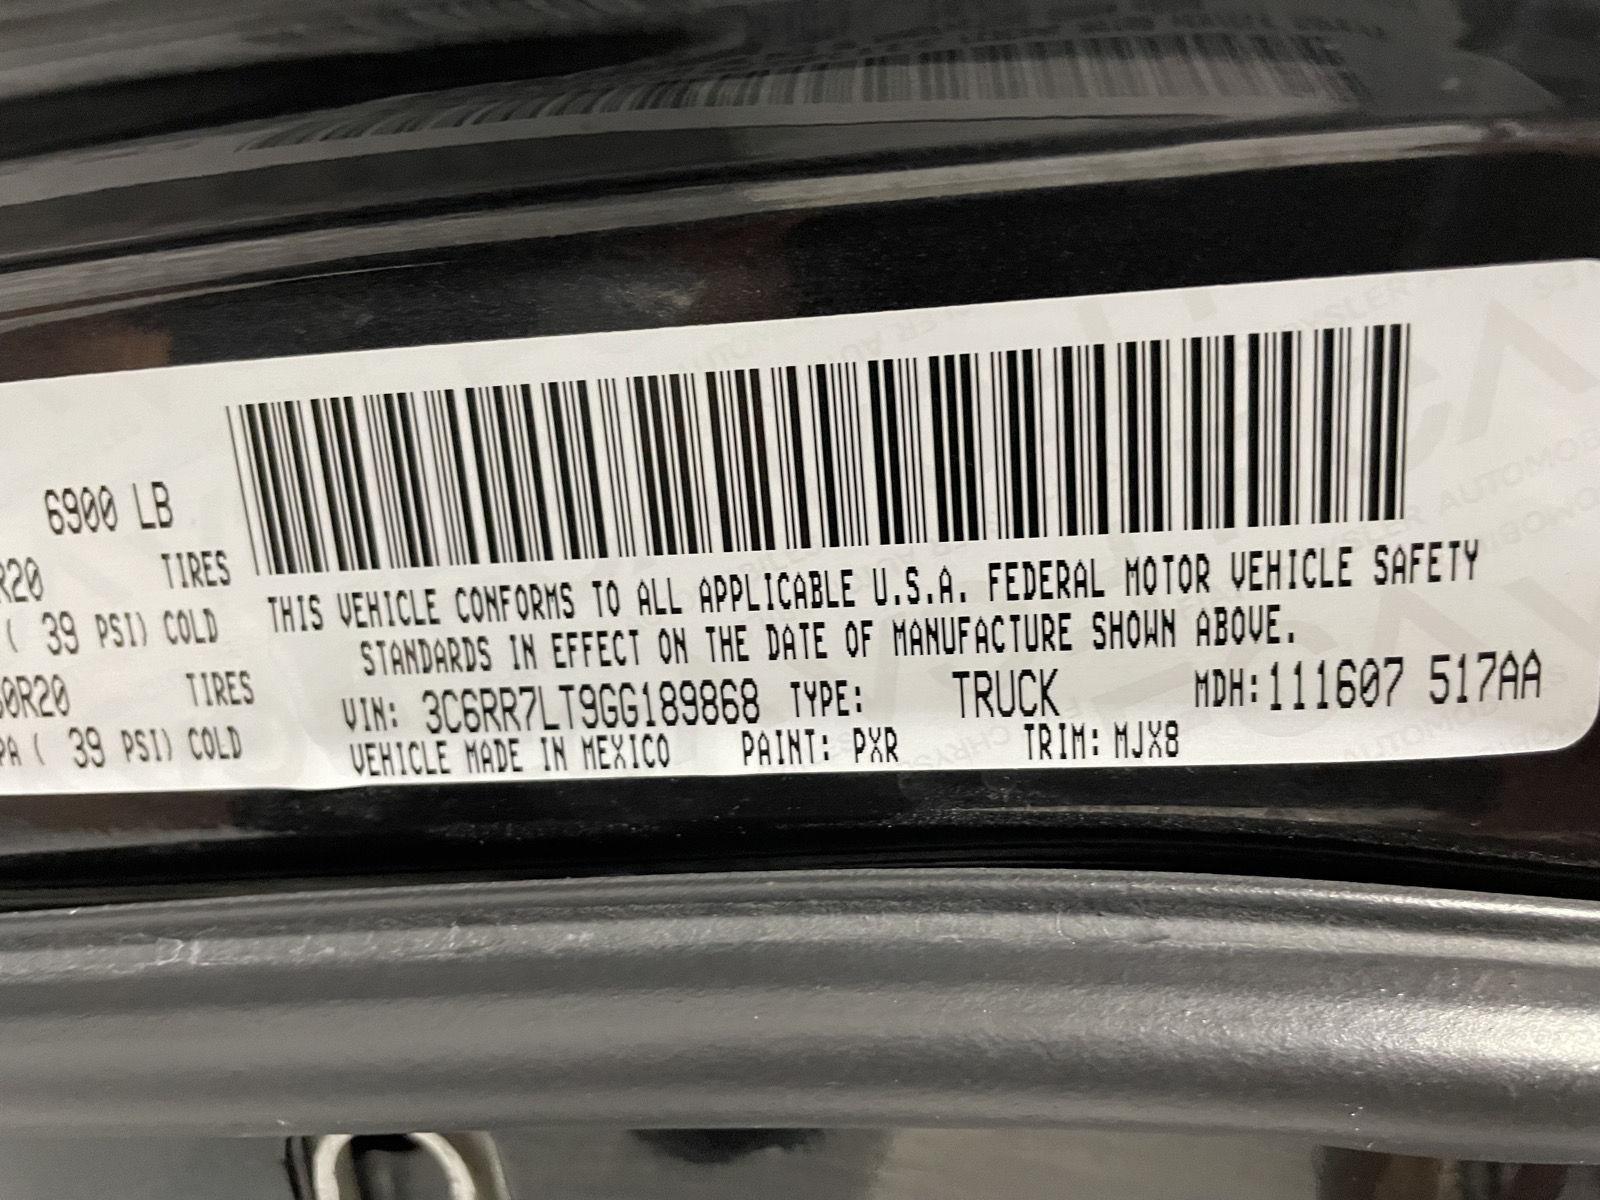 6900 LB
R20 TIRES
( 39 PSI) COLD
50R20 TIRES
PA ( 39 PSI) COLD
THIS VEHICLE CONFORMS TO ALL APPLICABLE U.S.A. FEDERAL MOTOR VEHICLE SAFETY
STANDARDS IN EFFECT ON THE DATE OF MANUFACTURE SHOWN ABOVE.
VIN: 3C6RR7LT9GG189868 TYPE: TRUCK MDH:111607 517AA
VEHICLE MADE IN MEXICO PAINT: PXR TRIM: MJX8